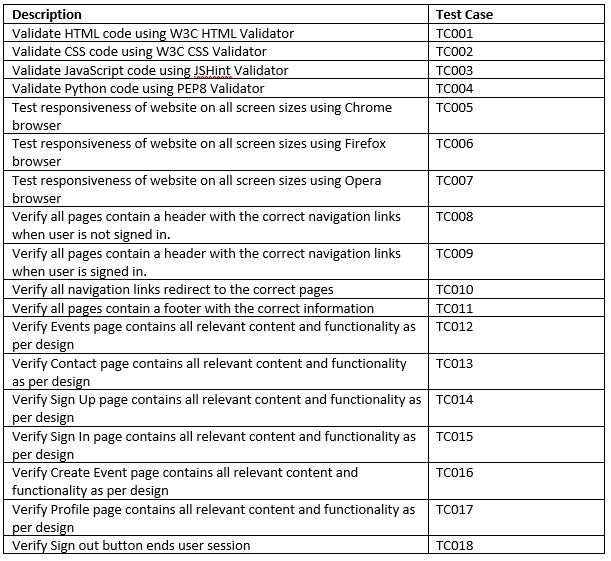 Description Test Case
Validate HTML code using W3C HTML Validator TC001
Validate CSS code using W3C CSS Validator TC002
Validate JavaScript code using JSHint Validator TC003
Validate Python code using PEP8 Validator TC004
Test responsiveness of website on all screen sizes using Chrome TC005
browser
Test responsiveness of website on all screen sizes using Firefox TC006
browser
Test responsiveness of website on all screen sizes using Opera TC007
browser
Verify all pages contain a header with the correct navigation links TC008
when user is not signed in.
Verify all pages contain a header with the correct navigation links TC009
when user is signed in.
Verify all navigation links redirect to the correct pages TC010
Verify all pages contain a footer with the correct information TC011
Verify Events page contains all relevant content and functionality as TC012
per design
Verify Contact page contains all relevant content and functionality TC013
as per design
Verify Sign Up page contains all relevant content and functionality as TC014
per design
Verify Sign In page contains all relevant content and functionality as TC015
per design
Verify Create Event page contains all relevant content and TC016
functionality as per design
Verify Profile page contains all relevant content and functionality as TC017
per design
Verify Sign out button ends user session TC018